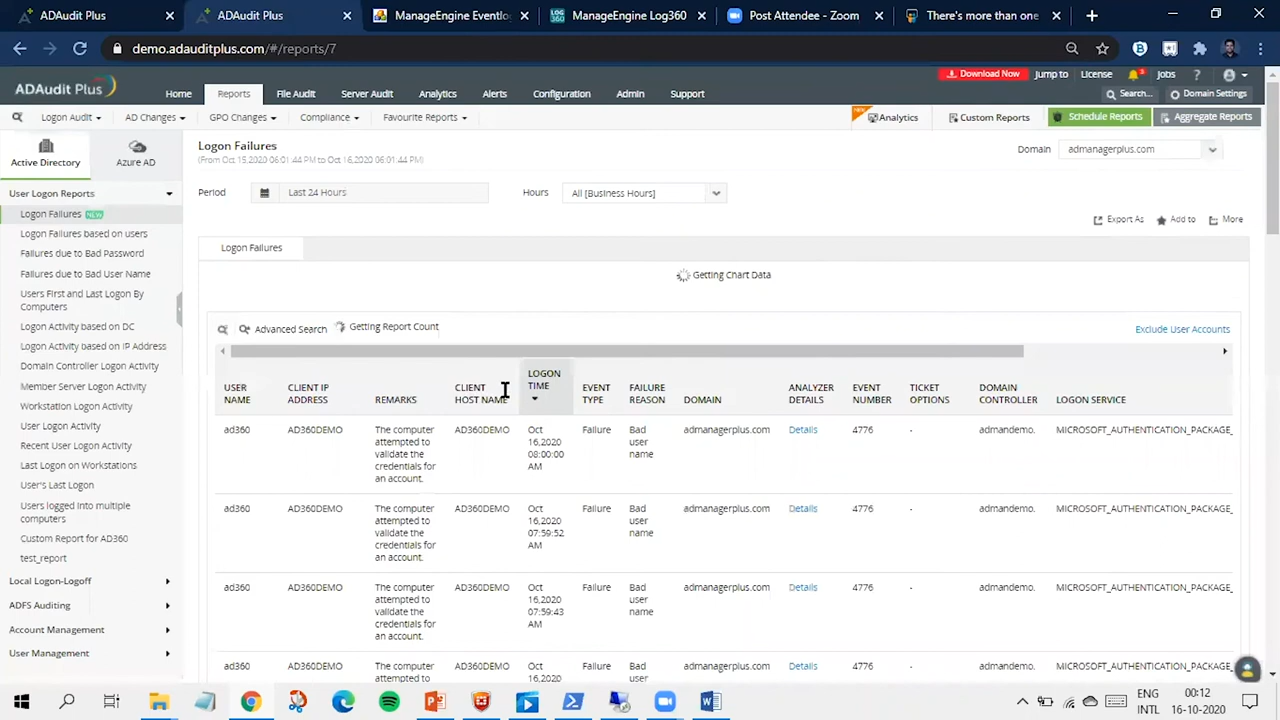 ADAudit Plus
ADAudit Plus
ManageEngine Eventlo
ManageEngine Log360
Post Attendee - Zoom
There's more than one
demo.adauditplus.com/#/reports/7
ADAudit Plus
Download Now
Jump to
License
3
Jobs
?
Home
Reports
File Audit
Server Audit
Analytics
Alerts
Configuration
Admin
Support
Search...
Domain Settings
Logon Audit
AD Changes
GPO Changes
Compliance
Favourite Reports
NEW
Analytics
Custom Reports
Schedule Reports
Aggregate Reports
Active Directory
Azure AD
User Logon Reports
Logon Failures NEW
Logon Failures based on users
Failures due to Bad Password
Failures due to Bad User Name
Users First and Last Logon By
Computers
Logon Activity based on DC
Logon Activity based on IP Address
Domain Controller Logon Activity
Member Server Logon Activity
Workstation Logon Activity
User Logon Activity
Recent User Logon Activity
Last Logon on Workstations
User's Last Logon
Users logged into multiple
computers
Custom Report for AD360
test_report
Local Logon-Logoff
ADFS Auditing
Account Management
User Management
Logon Failures
(From Oct 15,2020 06:01:44 PM to Oct 16,2020 06:01:44 PM)
Domain
admanagerplus.com
Period
Last 24 Hours
Hours
All [Business Hours]
Export As
Add to
More
Logon Failures
Getting Chart Data
Advanced Search
Getting Report Count
Exclude User Accounts
USER NAME
CLIENT IP ADDRESS
REMARKS
CLIENT HOST NAME
LOGON TIME
EVENT TYPE
FAILURE REASON
DOMAIN
ANALYZER DETAILS
EVENT NUMBER
TICKET OPTIONS
DOMAIN CONTROLLER
LOGON SERVICE
ad360 AD360DEMO The computer AD360DEMO Oct Failure Bad admanagerplus.com Details 4776 - admandemo. MICROSOFT_AUTHENTICATION_PACKAGE_
attempted to 16,2020 user
validate the 08:00:00 name
credentials for AM
an account.
ad360 AD360DEMO The computer AD360DEMO Oct Failure Bad admanagerplus.com Details 4776 - admandemo. MICROSOFT_AUTHENTICATION_PACKAGE_
attempted to 16,2020 user
validate the 07:59:52 name
credentials for AM
an account.
ad360 AD360DEMO The computer AD360DEMO Oct Failure Bad admanagerplus.com Details 4776 - admandemo. MICROSOFT_AUTHENTICATION_PACKAGE_
attempted to 16,2020 user
validate the 07:59:43 name
credentials for AM
an account.
ad360 AD360DEMO The computer AD360DEMO Oct Failure Bad admanagerplus.com Details 4776 - admandemo. MICROSOFT_AUTHENTICATION_PACKAGE_
ENG
INTL
00:12
16-10-2020